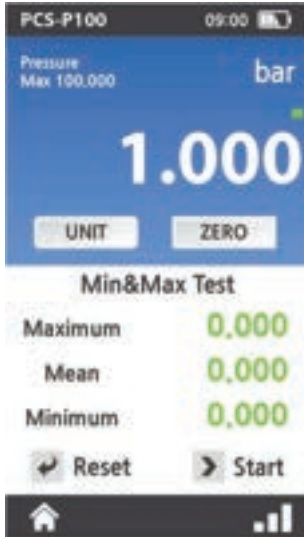 PCS-P100 09:00
Pressure bar
Max 100.000
1.000
UNIT ZERO
Min&Max Test
Maximum 0.000
Mean 0.000
Minimum 0.000
Reset Start